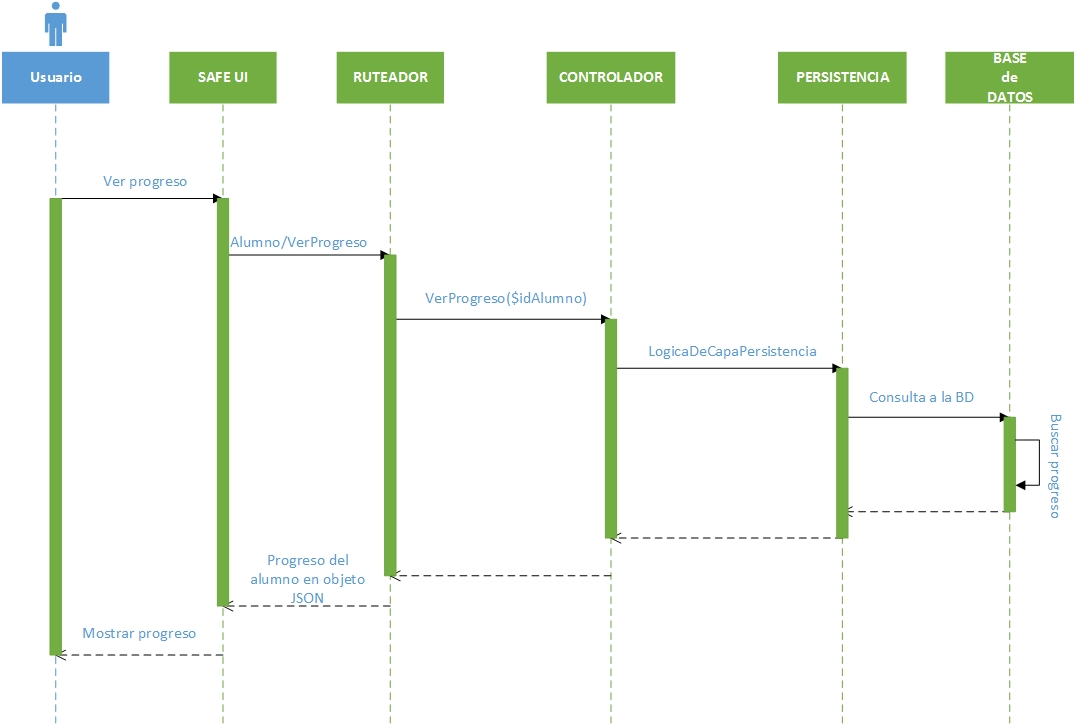 Usuario
SAFE UI
RUTEADOR
CONTROLADOR
PERSISTENCIA
BASE
de
DATOS
Ver progreso
Alumno/VerProgreso
VerProgreso($idAlumno)
LogicaDeCapaPersistencia
Consulta a la BD
Buscar progreso
Progreso del
alumno en objeto
JSON
Mostrar progreso